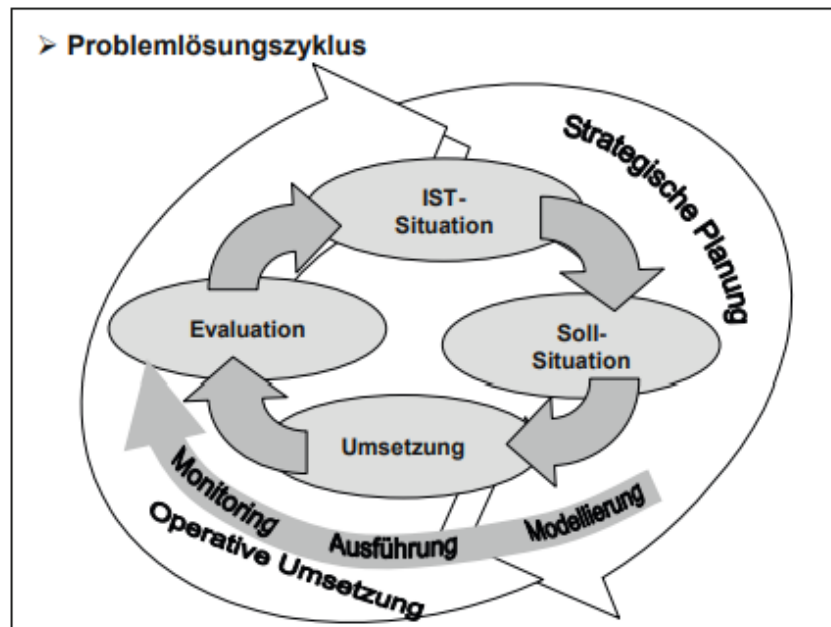 ➢ Problemlösungszyklus
Strategische Planung
IST-
Situation
Evaluation
Soll-
Situation
Umsetzung
Monitoring
Ausführung
Modellierung
Operative Umsetzung